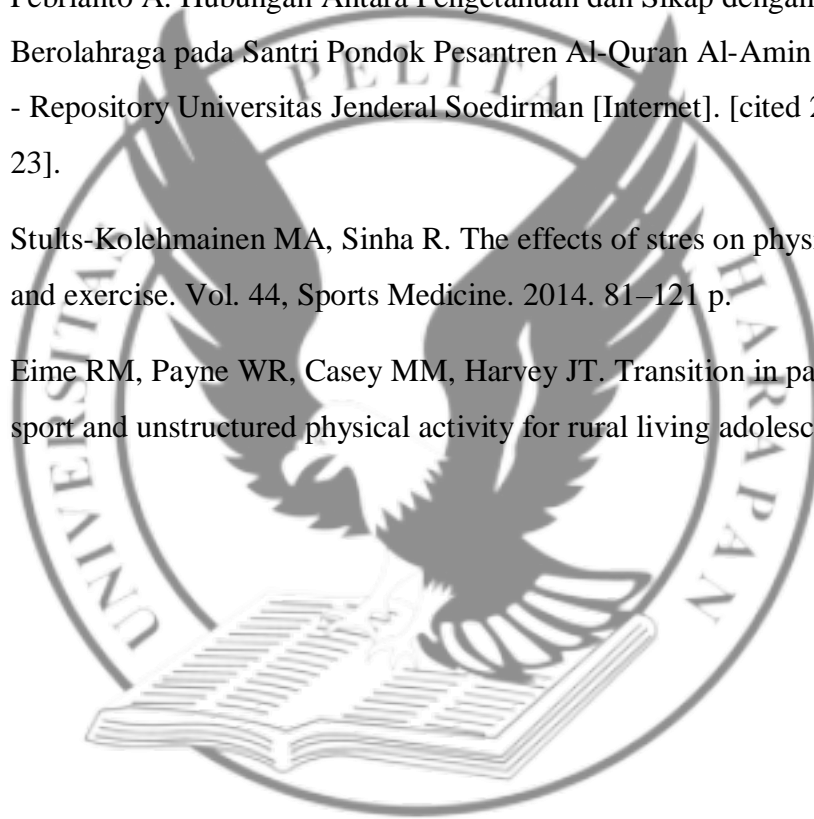 A. Hubungan Antara Pengetahuan dan Sikap dengan
Berolahraga pada Santri Pondok Pesantren Al-Quran Al-Amin
- Repository Universitas Jenderal Soedirman [Internet]. [cited 2
23].
Stults-Kolehmainen MA, Sinha R. The effects of stres on physi
and exercise. Vol. 44, Sports Medicine. 2014. 81–121 p.
Eime RM, Payne WR, Casey MM, Harvey JT. Transition in pa
sport and unstructured physical activity for rural living adolesc
UNIVERSITAS PELITA HARAPAN